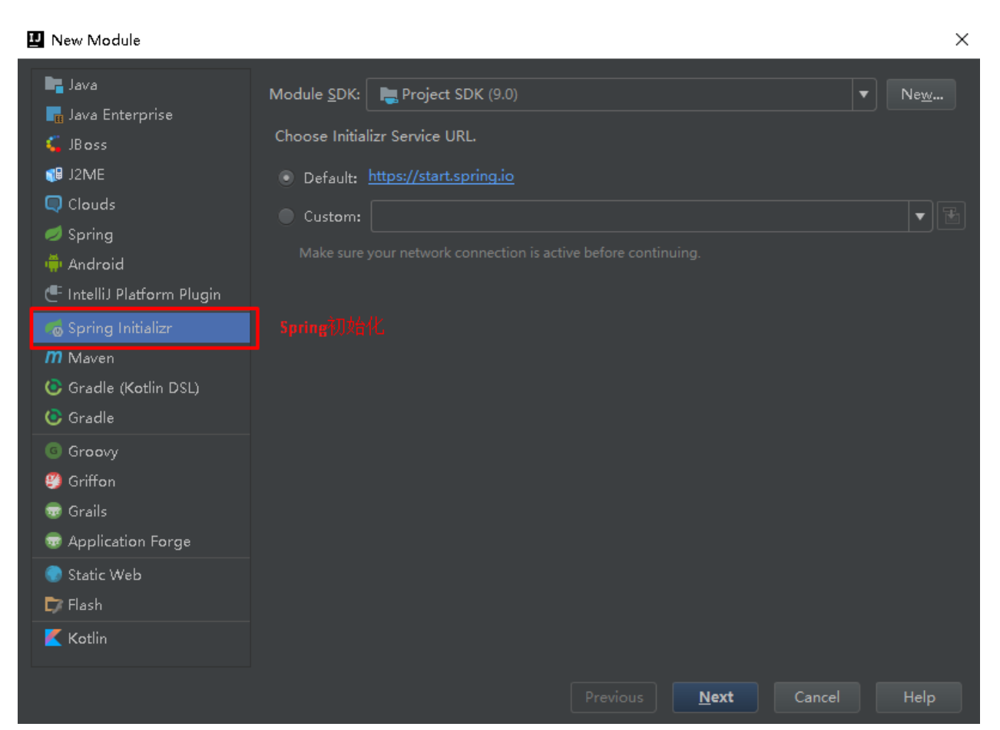 New Module
Java
Java Enterprise
JBoss
J2ME
Clouds
Spring
Android
IntelliJ Platform Plugin
Spring Initializr
Maven
Gradle (Kotlin DSL)
Gradle
Groovy
Griffon
Grails
Application Forge
Static Web
Flash
Kotlin
Module SDK: Project SDK (9.0) New...
Choose Initializr Service URL.
Default: https://start.spring.io
Custom:
Make sure your network connection is active before continuing.
Spring初始化
Previous Next Cancel Help